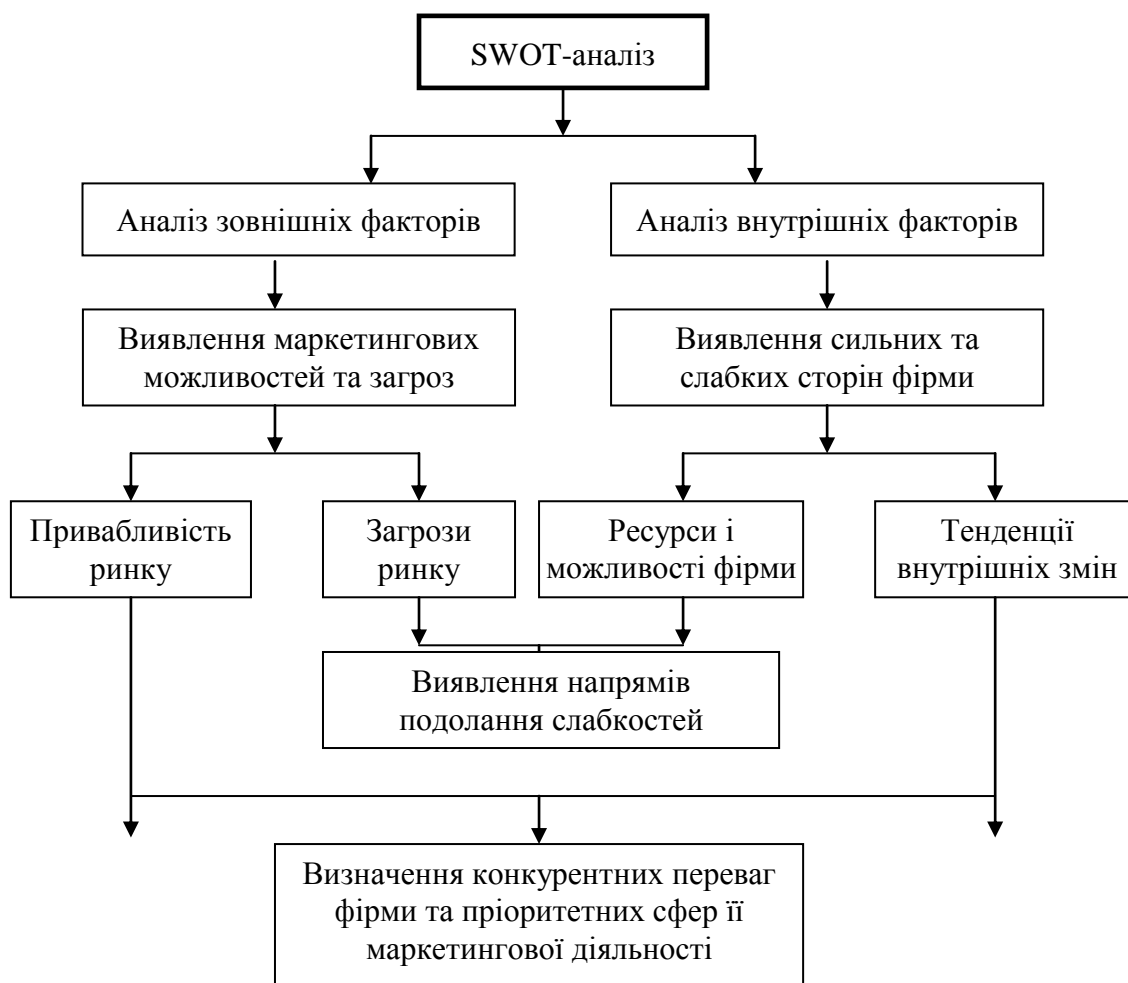 SWOT-аналіз
Аналіз зовнішніх факторів
Аналіз внутрішніх факторів
Виявлення маркетингових
можливостей та загроз
Виявлення сильних та
слабких сторін фірми
Привабливість
ринку
Загрози
ринку
Ресурси і
можливості фірми
Тенденції
внутрішніх змін
Виявлення напрямів
подолання слабкостей
Визначення конкурентних переваг
фірми та пріоритетних сфер її
маркетингової діяльності